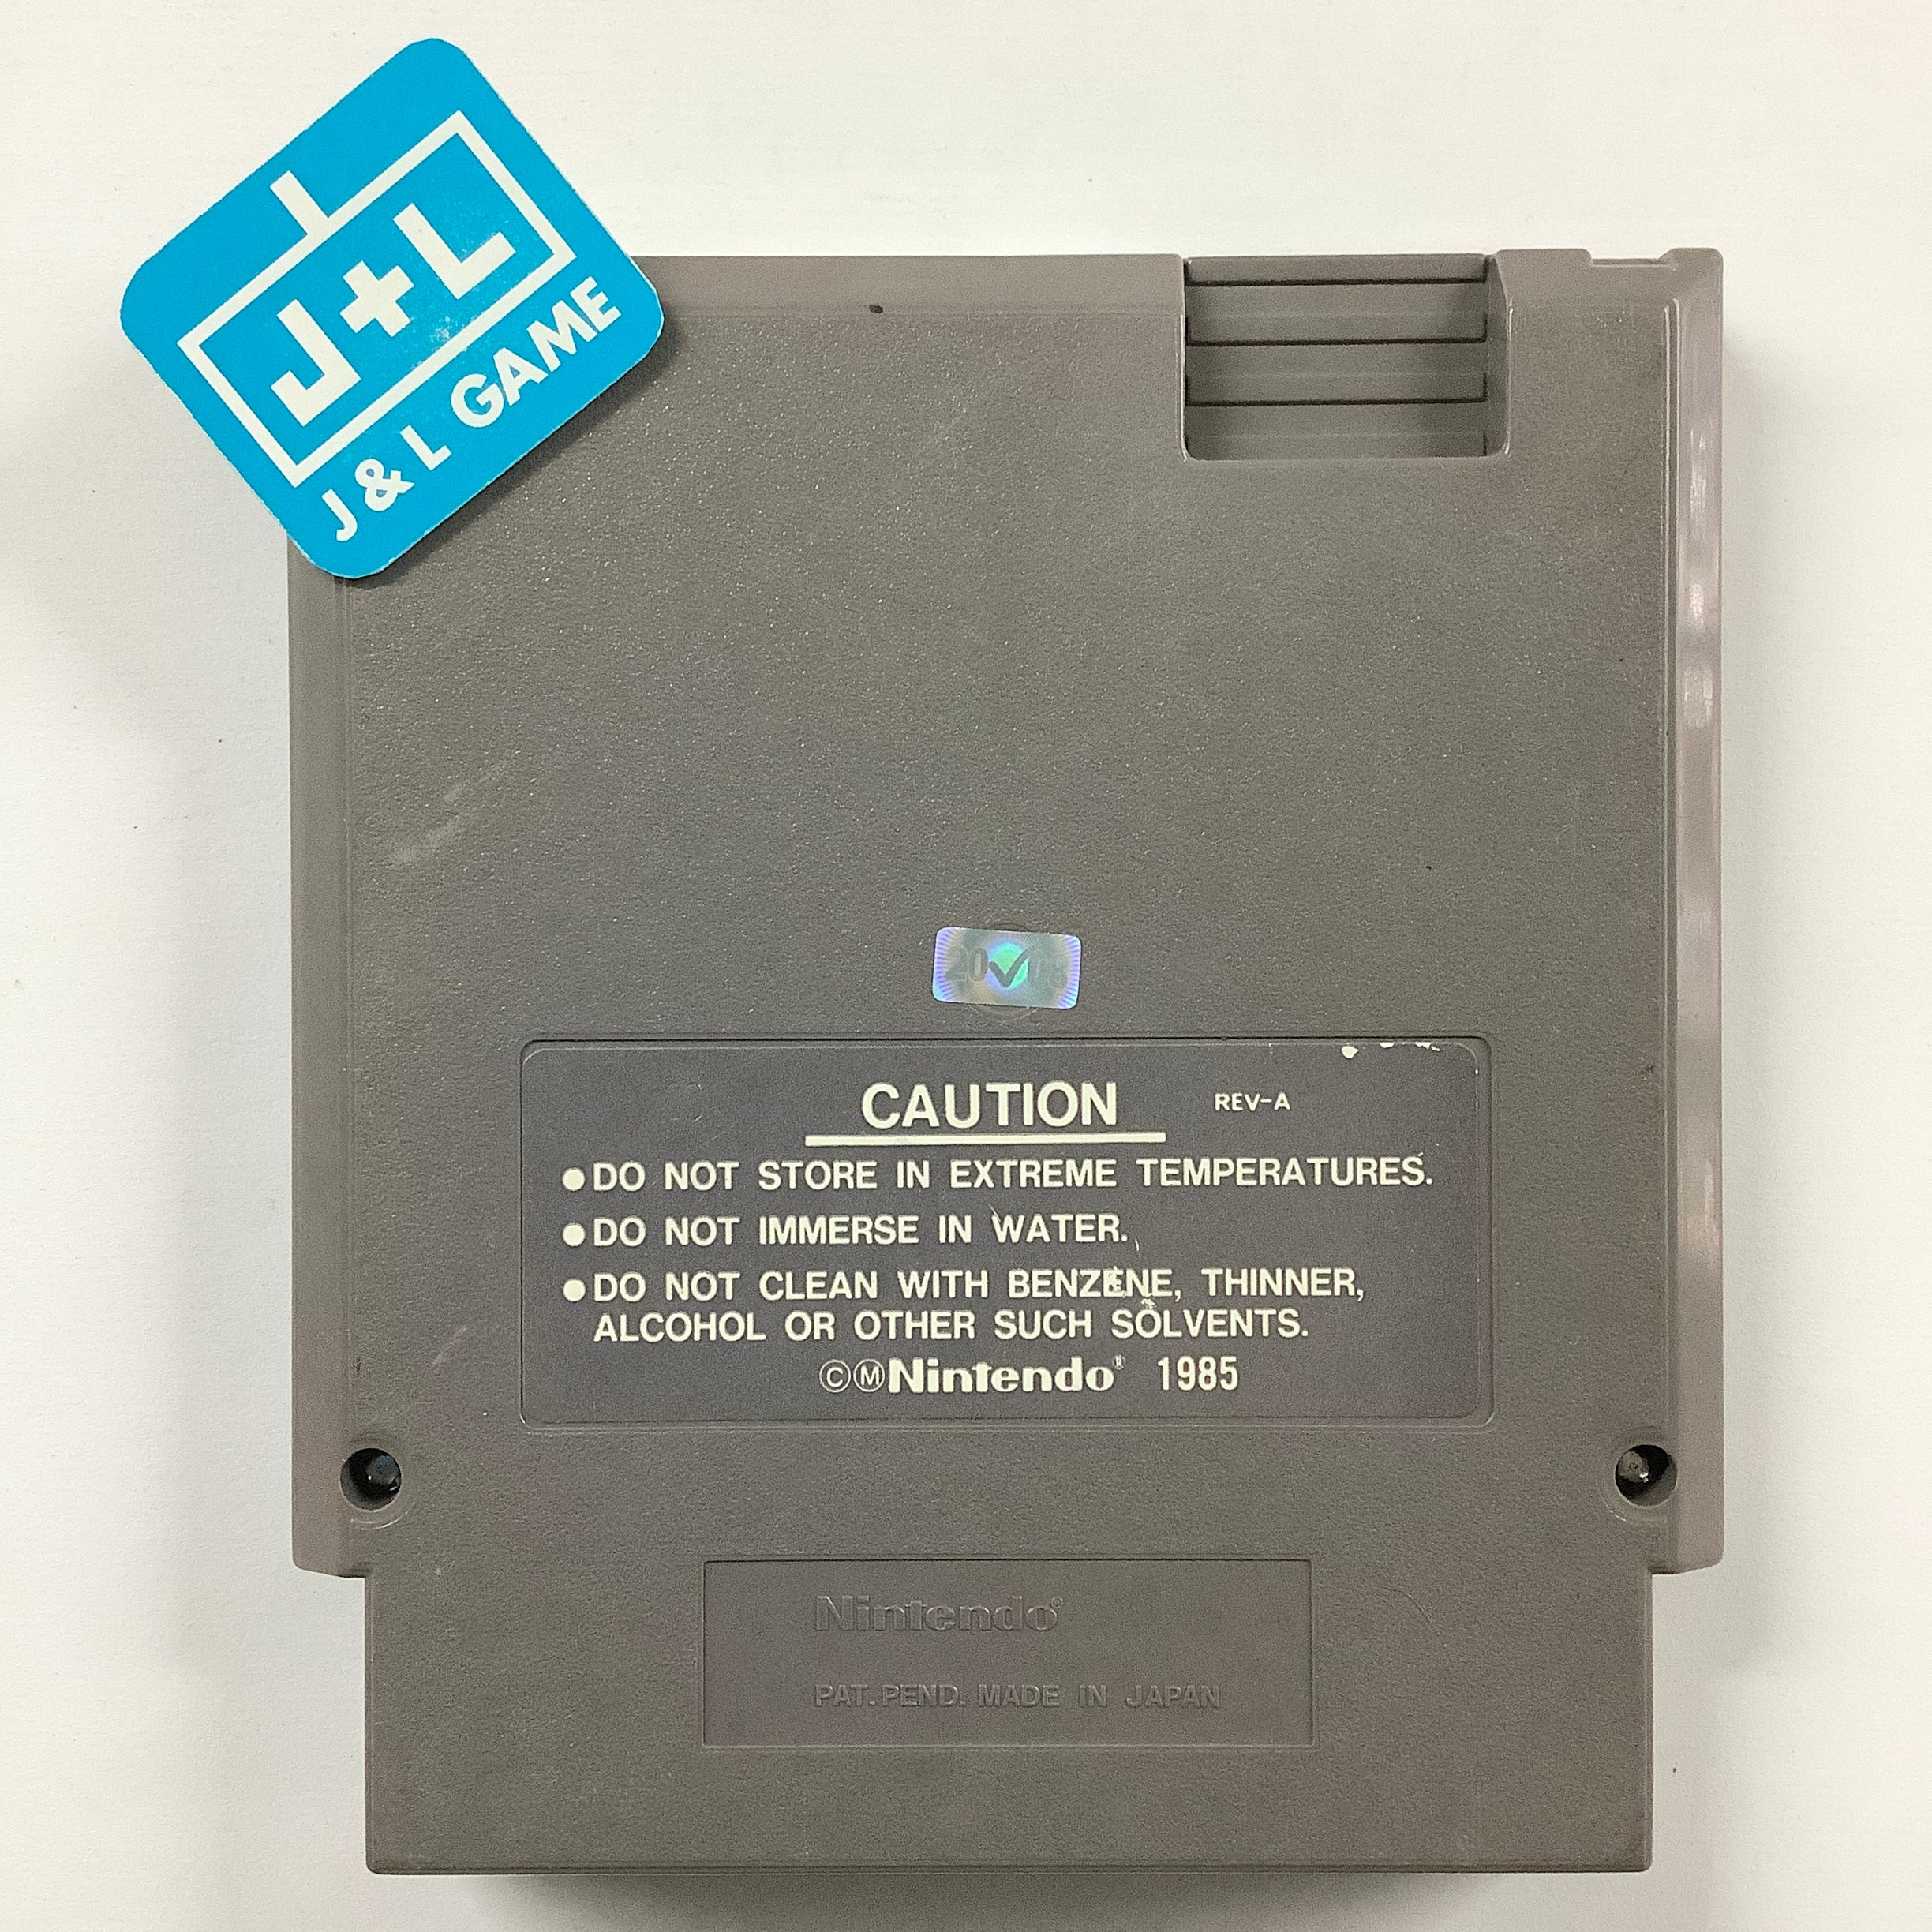 J+L
J & L GAME
CAUTION REV-A
●DO NOT STORE IN EXTREME TEMPERATURES.
●DO NOT IMMERSE IN WATER.
●DO NOT CLEAN WITH BENZENE, THINNER,
ALCOHOL OR OTHER SUCH SOLVENTS.
©ⓂNintendo® 1985
Nintendo®
PAT. PEND. MADE IN JAPAN